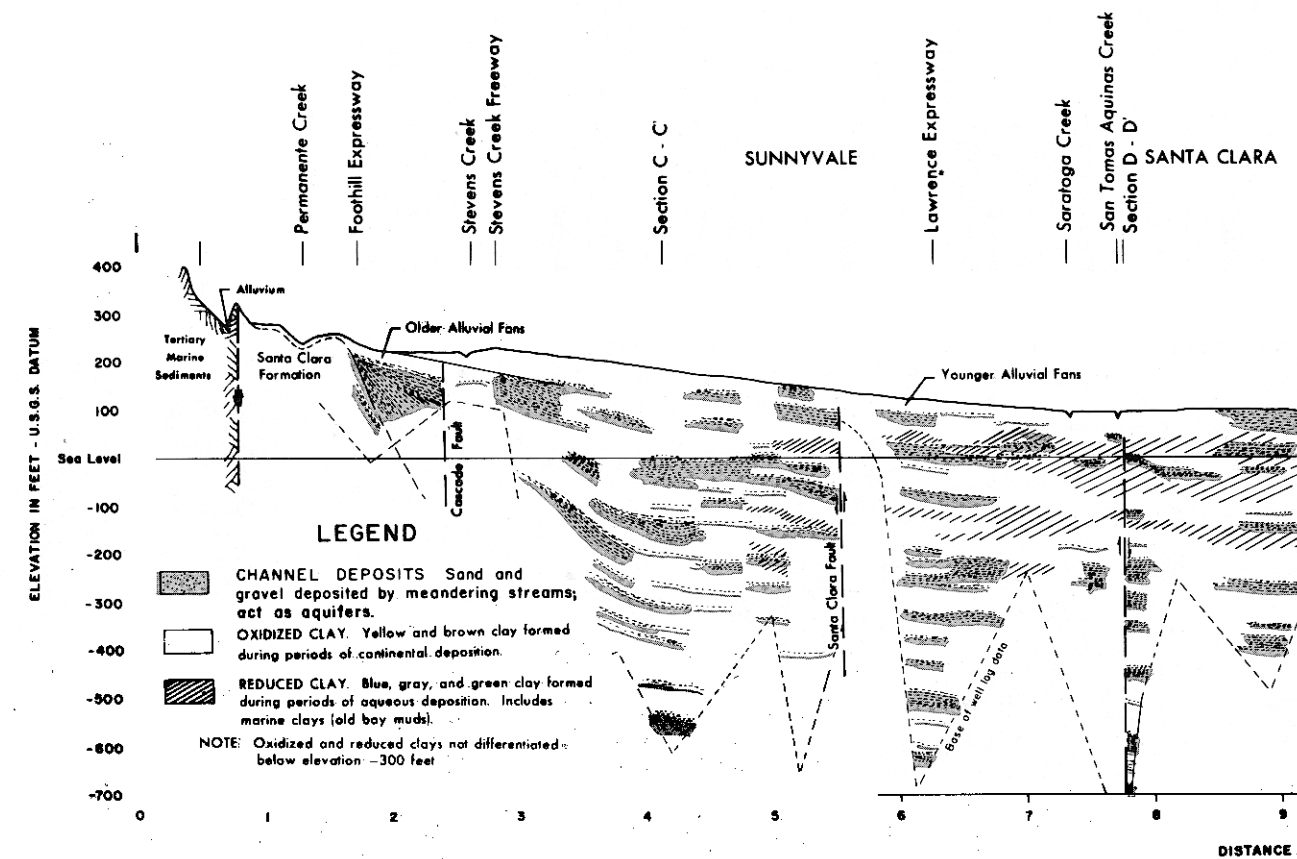 Permanente Creek
Foothill Expressway
Stevens Creek
Stevens Creek Freeway
Section C - C'
SUNNYVALE
Lawrence Expressway
Saratoga Creek
San Tomas Aquinas Creek
Section D - D'
SANTA CLARA
ELEVATION IN FEET - U.S.G.S. DATUM
400
300
200
100
Sea Level
-100
-200
-300
-400
-500
-600
-700
Alluvium
Older Alluvial Fans
Younger Alluvial Fans
Tertiary
Marine
Sediments
Santa Clara
Formation
Cascade Fault
Santa Clara Fault
Base of well log data
LEGEND
CHANNEL DEPOSITS Sand and
gravel deposited by meandering streams;
act as aquifers.
OXIDIZED CLAY. Yellow and brown clay formed
during periods of continental deposition.
REDUCED CLAY. Blue, gray, and green clay formed
during periods of aqueous deposition. Includes
marine clays (old bay muds).
NOTE: Oxidized and reduced clays not differentiated
below elevation -300 feet
0 1 2 3 4 5 6 7 8 9
DISTANCE